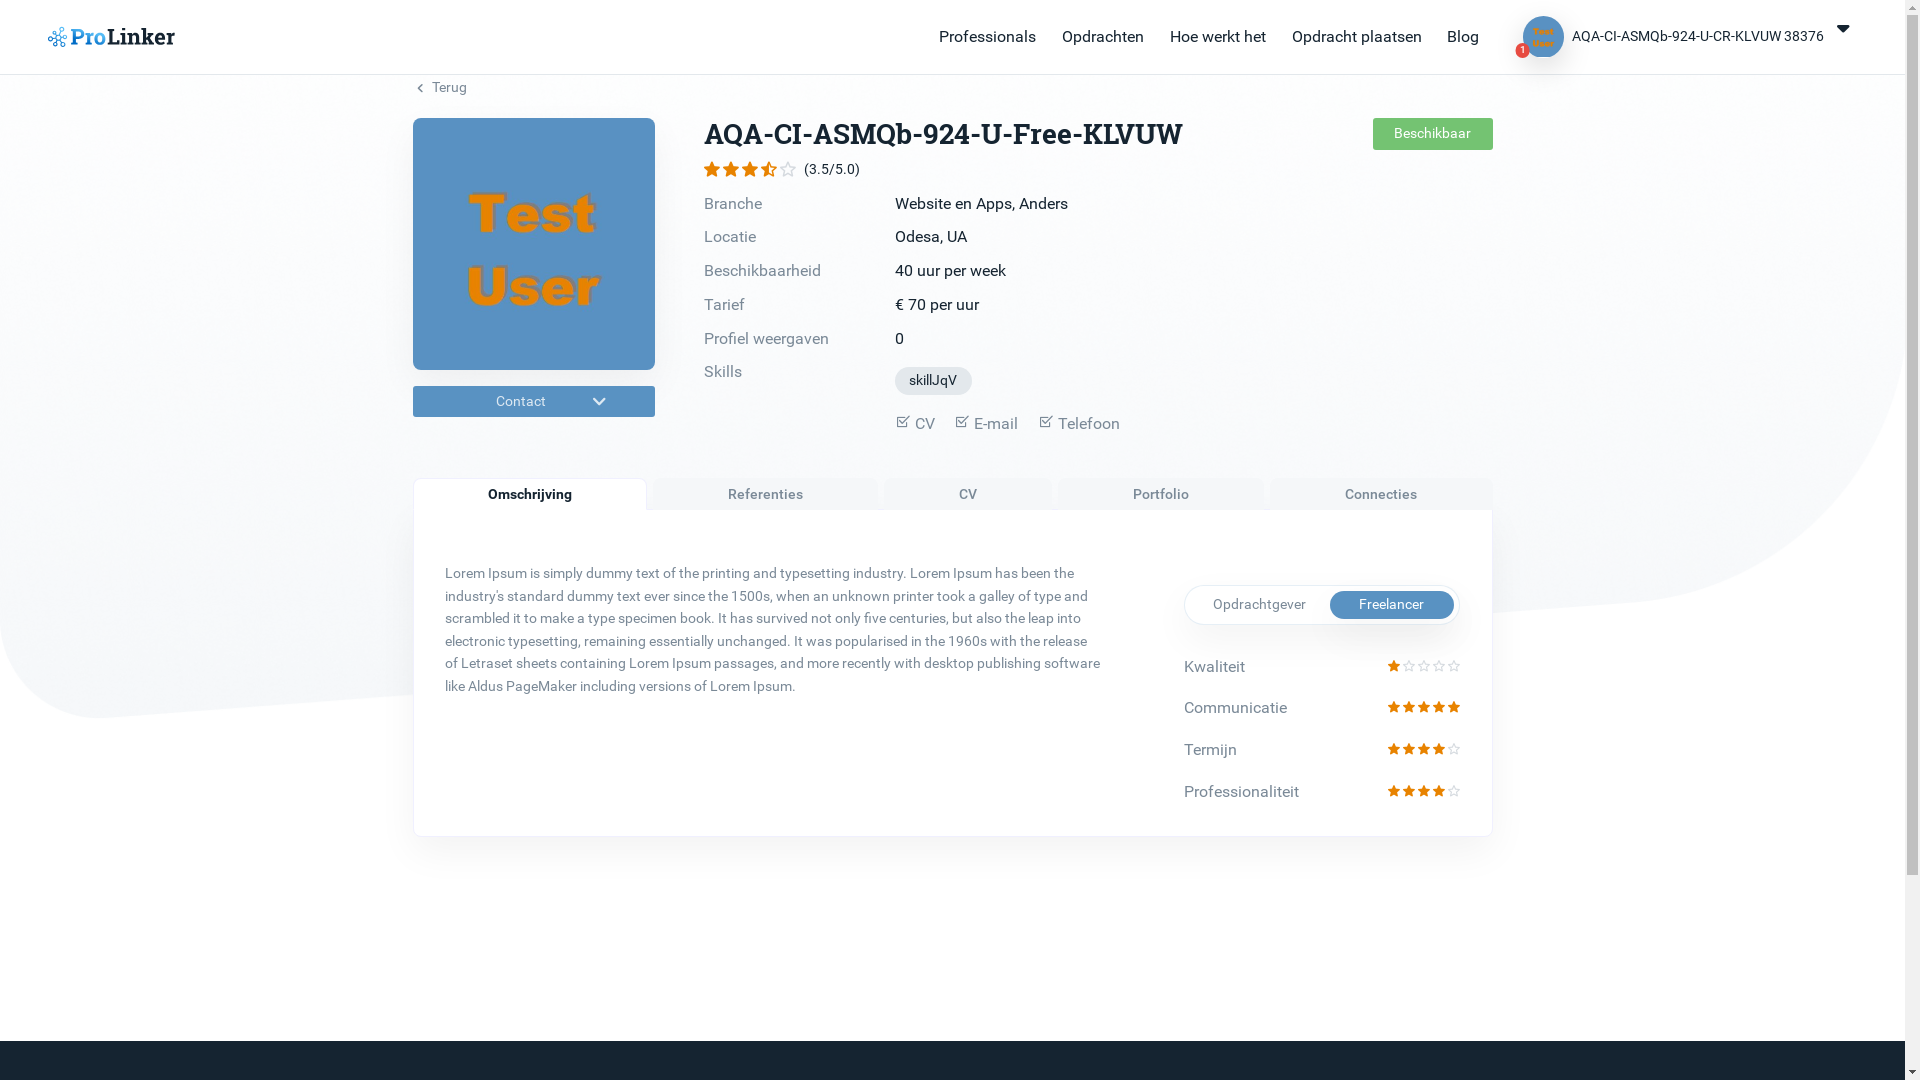 ProLinker
Professionals
Opdrachten
Hoe werkt het
Opdracht plaatsen
Blog
Test
User
1
AQA-CI-ASMQb-924-U-CR-KLVUW 38376
Terug
Test
User
Contact
AQA-CI-ASMQb-924-U-Free-KLVUW
Beschikbaar
(3.5/5.0)
Branche Website en Apps, Anders
Locatie Odesa, UA
Beschikbaarheid 40 uur per week
Tarief € 70 per uur
Profiel weergaven 0
Skills skillJqV
CV E-mail Telefoon
Omschrijving Referenties CV Portfolio Connecties
Lorem Ipsum is simply dummy text of the printing and typesetting industry. Lorem Ipsum has been the
industry's standard dummy text ever since the 1500s, when an unknown printer took a galley of type and
scrambled it to make a type specimen book. It has survived not only five centuries, but also the leap into
electronic typesetting, remaining essentially unchanged. It was popularised in the 1960s with the release
of Letraset sheets containing Lorem Ipsum passages, and more recently with desktop publishing software
like Aldus PageMaker including versions of Lorem Ipsum.
Opdrachtgever Freelancer
Kwaliteit
Communicatie
Termijn
Professionaliteit